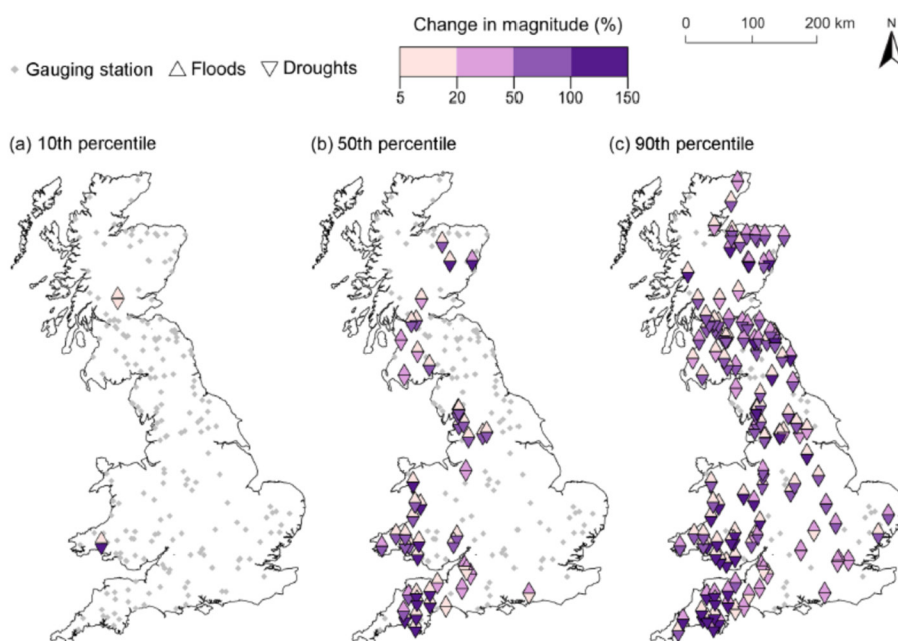 Change in magnitude (%)
0 100 200 km
N
Gauging station Floods Droughts
5 20 50 100 150
(a) 10th percentile (b) 50th percentile (c) 90th percentile